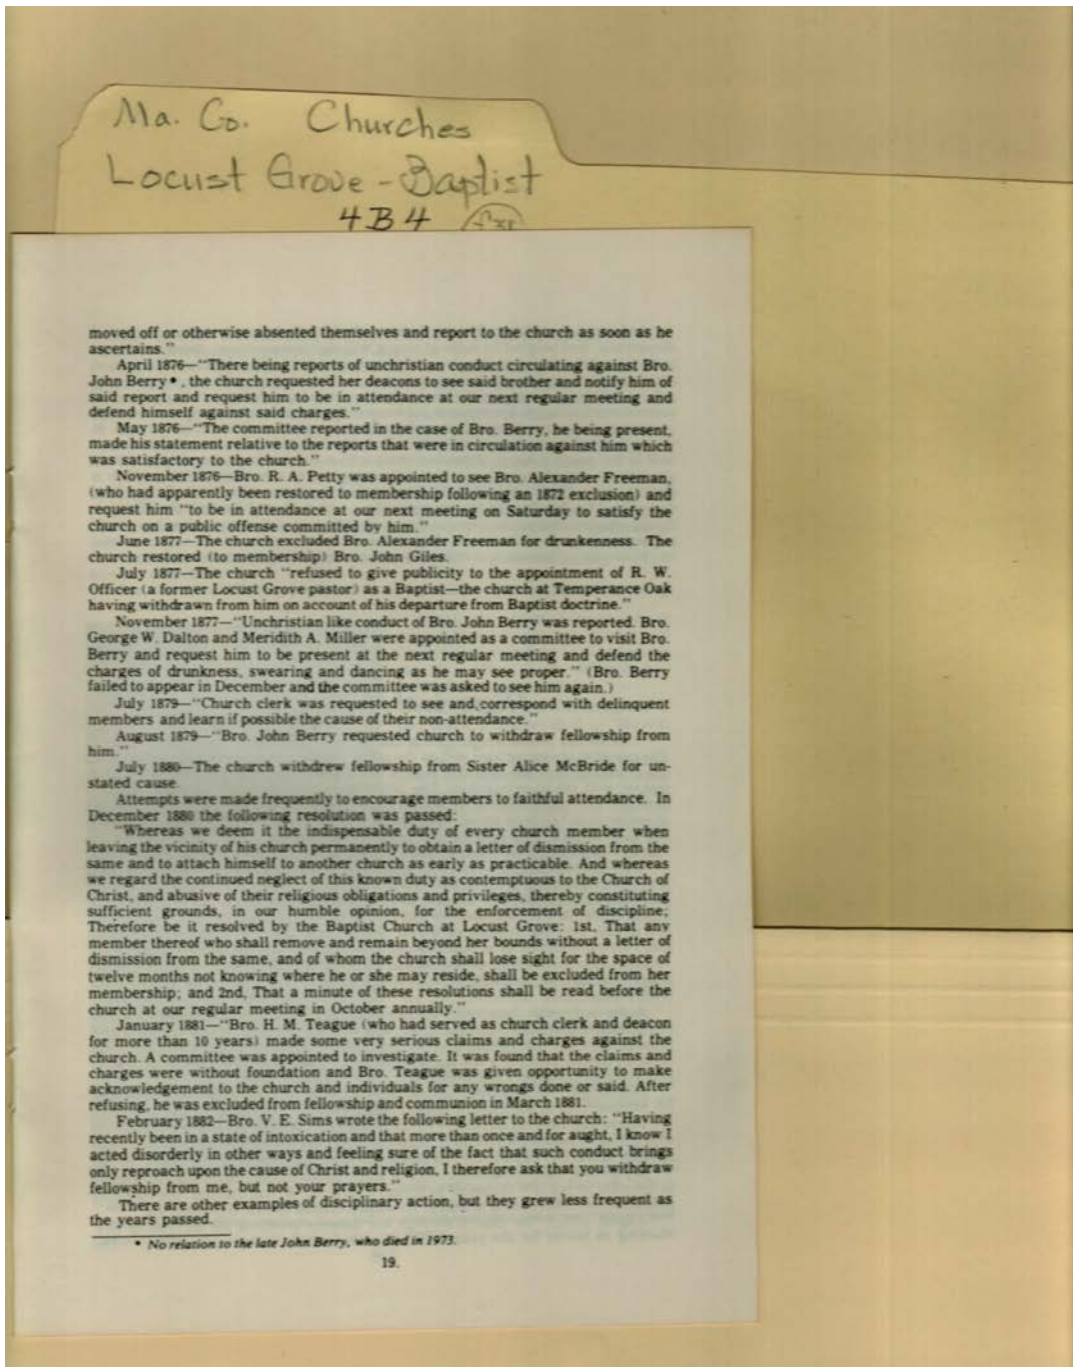 Ma. Co. Churches
Locust Grove - Baptist
4B4
moved off or otherwise absented themselves and report to the church as soon as he
ascertains."
April 1876—"There being reports of unchristian conduct circulating against Bro.
John Berry*, the church requested her deacons to see said brother and notify him of
said report and request him to be in attendance at our next regular meeting and
defend himself against said charges."
May 1876—"The committee reported in the case of Bro. Berry, he being present,
made his statement relative to the reports that were in circulation against him which
was satisfactory to the church."
November 1876—Bro. R. A. Petty was appointed to see Bro. Alexander Freeman,
(who had apparently been restored to membership following an 1872 exclusion) and
request him "to be in attendance at our next meeting on Saturday to satisfy the
church on a public offense committed by him."
June 1877—The church excluded Bro. Alexander Freeman for drunkenness. The
church restored (to membership) Bro. John Giles.
July 1877—The church "refused to give publicity to the appointment of R. W.
Officer (a former Locust Grove pastor) as a Baptist—the church at Temperance Oak
having withdrawn from him on account of his departure from Baptist doctrine."
November 1877—"Unchristian like conduct of Bro. John Berry was reported. Bro.
George W. Dalton and Meridith A. Miller were appointed as a committee to visit Bro.
Berry and request him to be present at the next regular meeting and defend the
charges of drunkness, swearing and dancing as he may see proper." (Bro. Berry
failed to appear in December and the committee was asked to see him again.)
July 1879—"Church clerk was requested to see and, correspond with delinquent
members and learn if possible the cause of their non-attendance."
August 1879—"Bro. John Berry requested church to withdraw fellowship from
him."
July 1880—The church withdrew fellowship from Sister Alice McBride for un-
stated cause.
Attempts were made frequently to encourage members to faithful attendance. In
December 1880 the following resolution was passed:
"Whereas we deem it the indispensable duty of every church member when
leaving the vicinity of his church permanently to obtain a letter of dismission from the
same and to attach himself to another church as early as practicable. And whereas
we regard the continued neglect of this known duty as contemptuous to the Church of
Christ, and abusive of their religious obligations and privileges, thereby constituting
sufficient grounds, in our humble opinion, for the enforcement of discipline;
Therefore be it resolved by the Baptist Church at Locust Grove: 1st, That any
member thereof who shall remove and remain beyond her bounds without a letter of
dismission from the same, and of whom the church shall lose sight for the space of
twelve months not knowing where he or she may reside, shall be excluded from her
membership; and 2nd, That a minute of these resolutions shall be read before the
church at our regular meeting in October annually."
January 1881—"Bro. H. M. Teague (who had served as church clerk and deacon
for more than 10 years) made some very serious claims and charges against the
church. A committee was appointed to investigate. It was found that the claims and
charges were without foundation and Bro. Teague was given opportunity to make
acknowledgement to the church and individuals for any wrongs done or said. After
refusing, he was excluded from fellowship and communion in March 1881.
February 1882—Bro. V. E. Sims wrote the following letter to the church: "Having
recently been in a state of intoxication and that more than once and for aught, I know I
acted disorderly in other ways and feeling sure of the fact that such conduct brings
only reproach upon the cause of Christ and religion, I therefore ask that you withdraw
fellowship from me, but not your prayers."
There are other examples of disciplinary action, but they grew less frequent as
the years passed.
* No relation to the late John Berry, who died in 1973.
19.